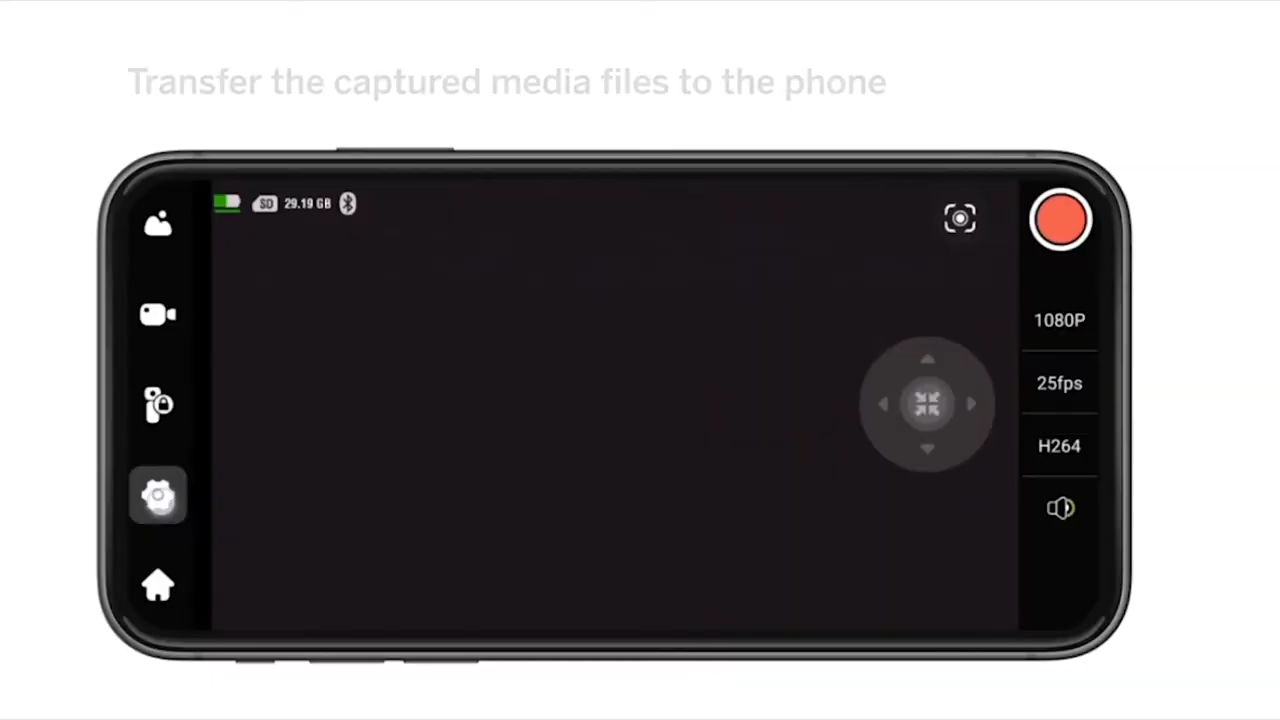 Transfer the captured media files to the phone
SD 29.19 GB
1080P
25fps
H264